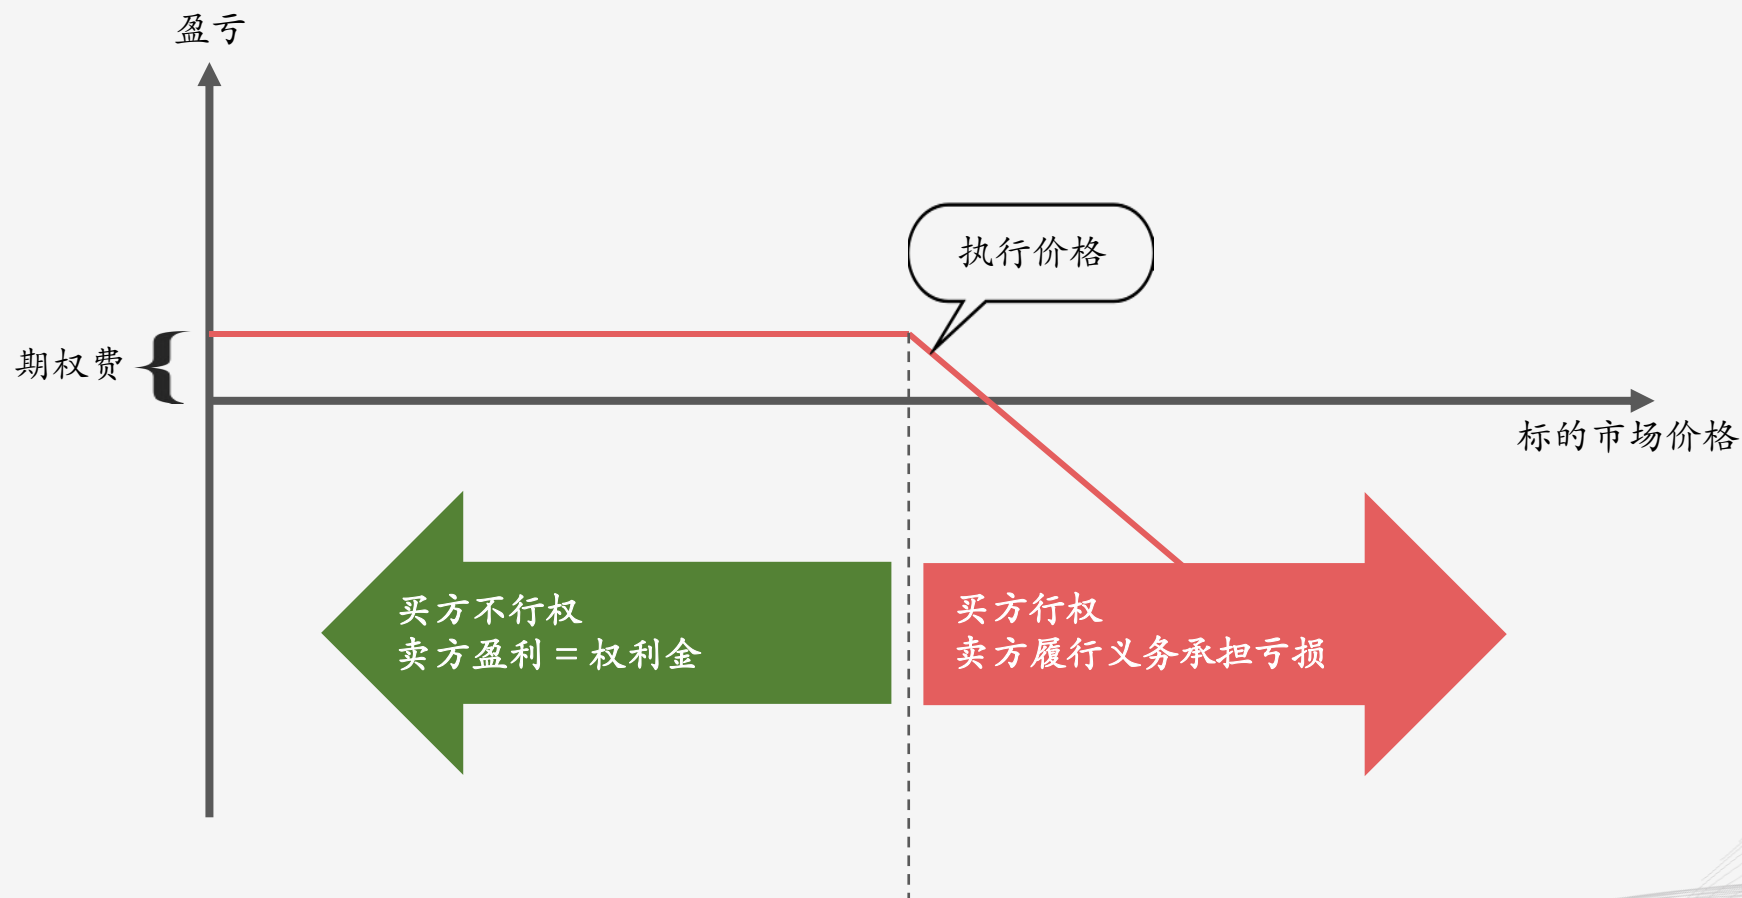 盈亏
执行价格
期权费
标的市场价格
买方不行权
卖方盈利=权利金
买方行权
卖方履行义务承担亏损